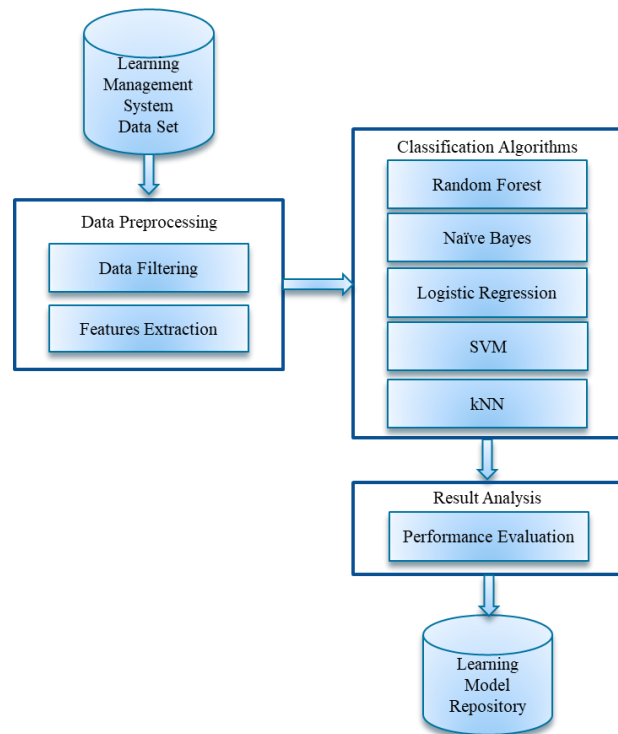 Learning
Management
System
Data Set
Data Preprocessing
Data Filtering
Features Extraction
Classification Algorithms
Random Forest
Naïve Bayes
Logistic Regression
SVM
kNN
Result Analysis
Performance Evaluation
Learning
Model
Repository